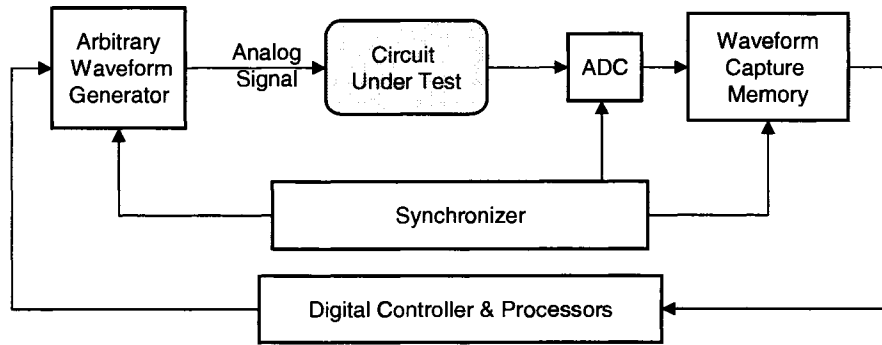 Arbitrary
Waveform
Generator
Analog
Signal
Circuit
Under Test
ADC
Waveform
Capture
Memory
Synchronizer
Digital Controller & Processors